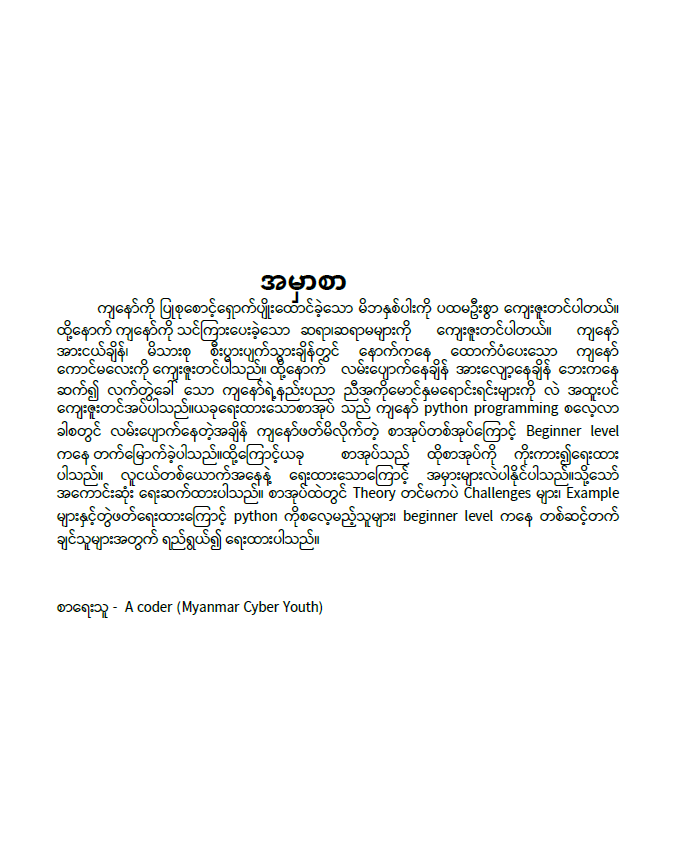 အမှာစာ
ကျနော်ကို ပြုစုစောင့်ရှောက်ပျိုးထောင်ခဲ့သော မိဘနှစ်ပါးကို ပထမဦးစွာ ကျေးဇူးတင်ပါတယ်။
ထို့နောက် ကျနော်ကို သင်ကြားပေးခဲ့သော ဆရာ၊ဆရာမများကို ကျေးဇူးတင်ပါတယ်။ ကျနော်
အားငယ်ချိန်၊ မိသားစု စီးပွားပျက်သွားချိန်တွင် နောက်ကနေ ထောက်ပံပေးသော ကျနော်
ကောင်မလေးကို ကျေးဇူးတင်ပါသည်။ ထို့နောက် လမ်းပျောက်နေချိန် အားလျော့နေချိန် ဘေးကနေ
ဆက်၍ လက်တွဲခေါ် သော ကျနော်ရဲ့နည်းပညာ ညီအကိုမောင်နှမရောင်းရင်းများကို လဲ အထူးပင်
ကျေးဇူးတင်အပ်ပါသည်။ယခုရေးထားသောစာအုပ် သည် ကျနော် python programming စလေ့လာ
ခါစတွင် လမ်းပျောက်နေတဲ့အချိန် ကျနော်ဖတ်မိလိုက်တဲ့ စာအုပ်တစ်အုပ်ကြောင့် Beginner level
ကနေ တက်မြောက်ခဲ့ပါသည်။ထို့ကြောင့်ယခု စာအုပ်သည် ထိုစာအုပ်ကို ကိုးကား၍ရေးထား
ပါသည်။ လူငယ်တစ်ယောက်အနေနဲ့ ရေးထားသောကြောင့် အမှားများလဲပါနိုင်ပါသည်။သို့သော်
အကောင်းဆုံး ရေးဆက်ထားပါသည်။ စာအုပ်ထဲတွင် Theory တင်မကပဲ Challenges များ၊ Example
များနှင့်တွဲဖတ်ရေးထားကြောင့် python ကိုစလေ့မည့်သူများ၊ beginner level ကနေ တစ်ဆင့်တက်
ချင်သူများအတွက် ရည်ရွယ်၍ ရေးထားပါသည်။
စာရေးသူ - A coder (Myanmar Cyber Youth)